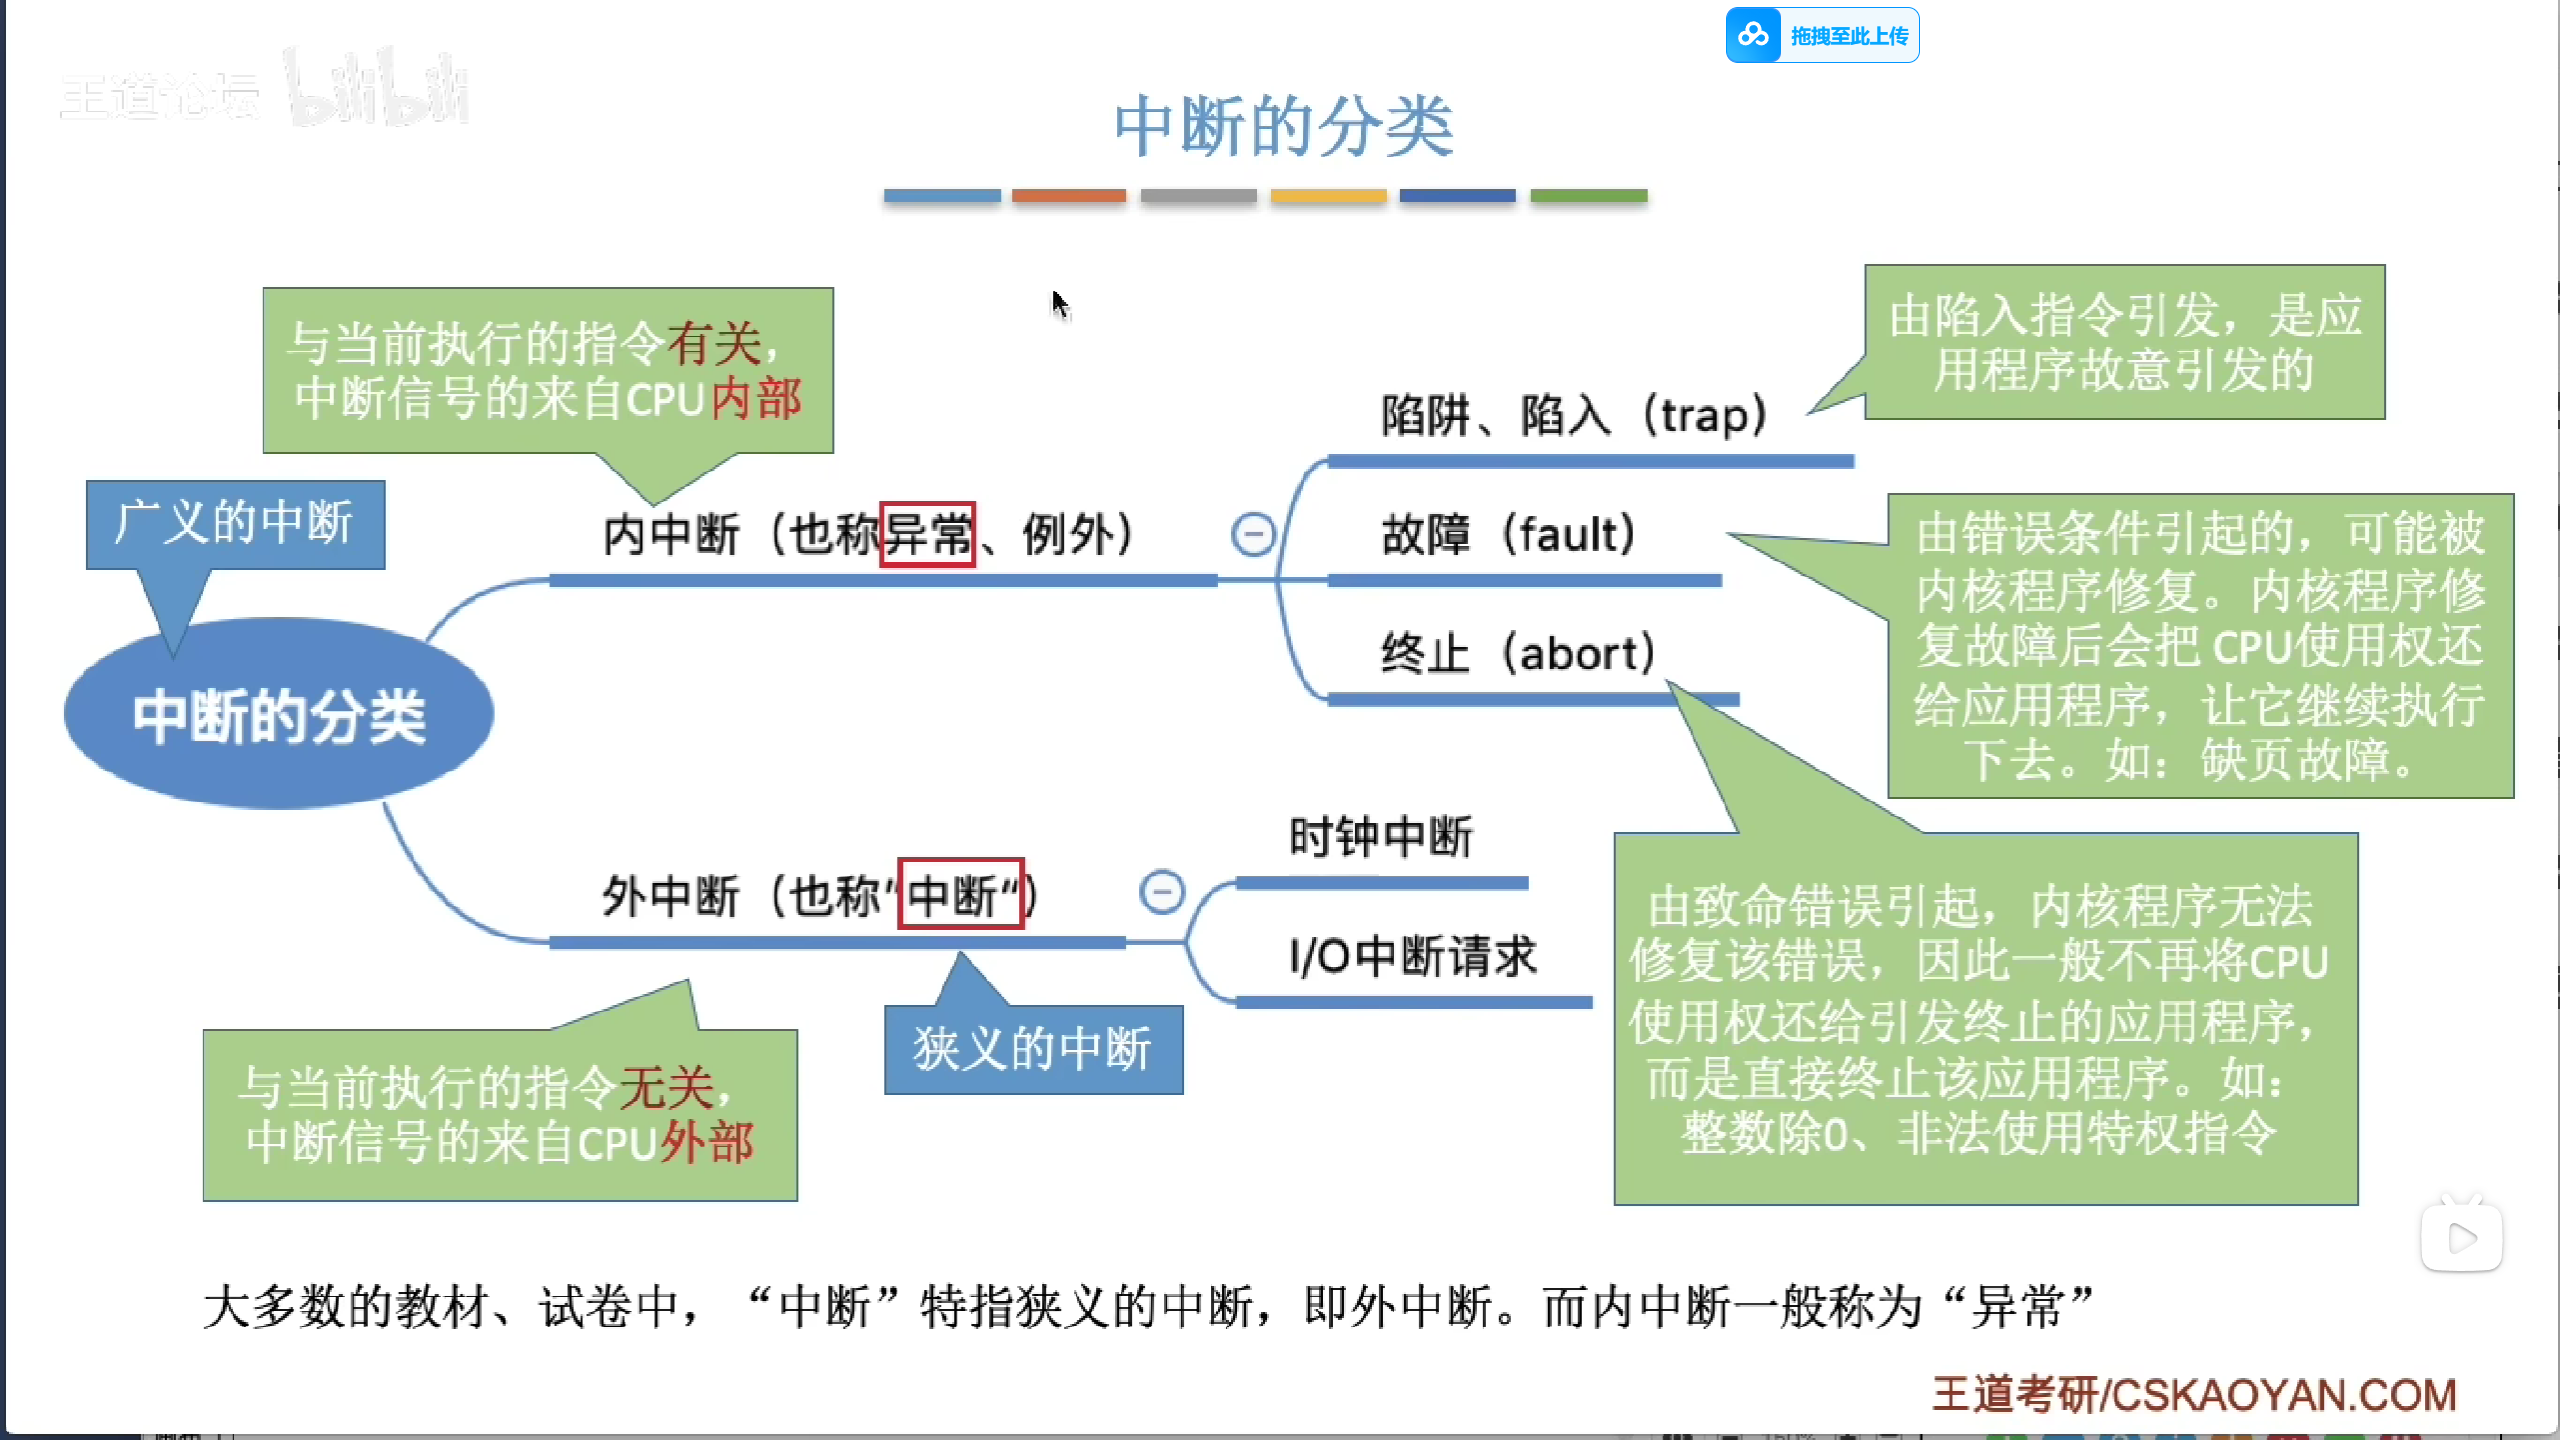 拖拽至此上传
王道论坛 bilibili
中断的分类
与当前执行的指令有关，
中断信号的来自CPU内部
由陷入指令引发，是应
用程序故意引发的
陷阱、陷入（trap）
广义的中断
内中断（也称异常、例外）
故障（fault）
由错误条件引起的，可能被
内核程序修复。内核程序修
复故障后会把 CPU使用权还
给应用程序，让它继续执行
下去。如：缺页故障。
终止（abort）
中断的分类
时钟中断
外中断（也称"中断"）
I/O中断请求
由致命错误引起，内核程序无法
修复该错误，因此一般不再将CPU
使用权还给引发终止的应用程序，
而是直接终止该应用程序。如：
整数除0、非法使用特权指令
狭义的中断
与当前执行的指令无关，
中断信号的来自CPU外部
大多数的教材、试卷中，“中断”特指狭义的中断，即外中断。而内中断一般称为“异常”
王道考研/CSKAOYAN.COM